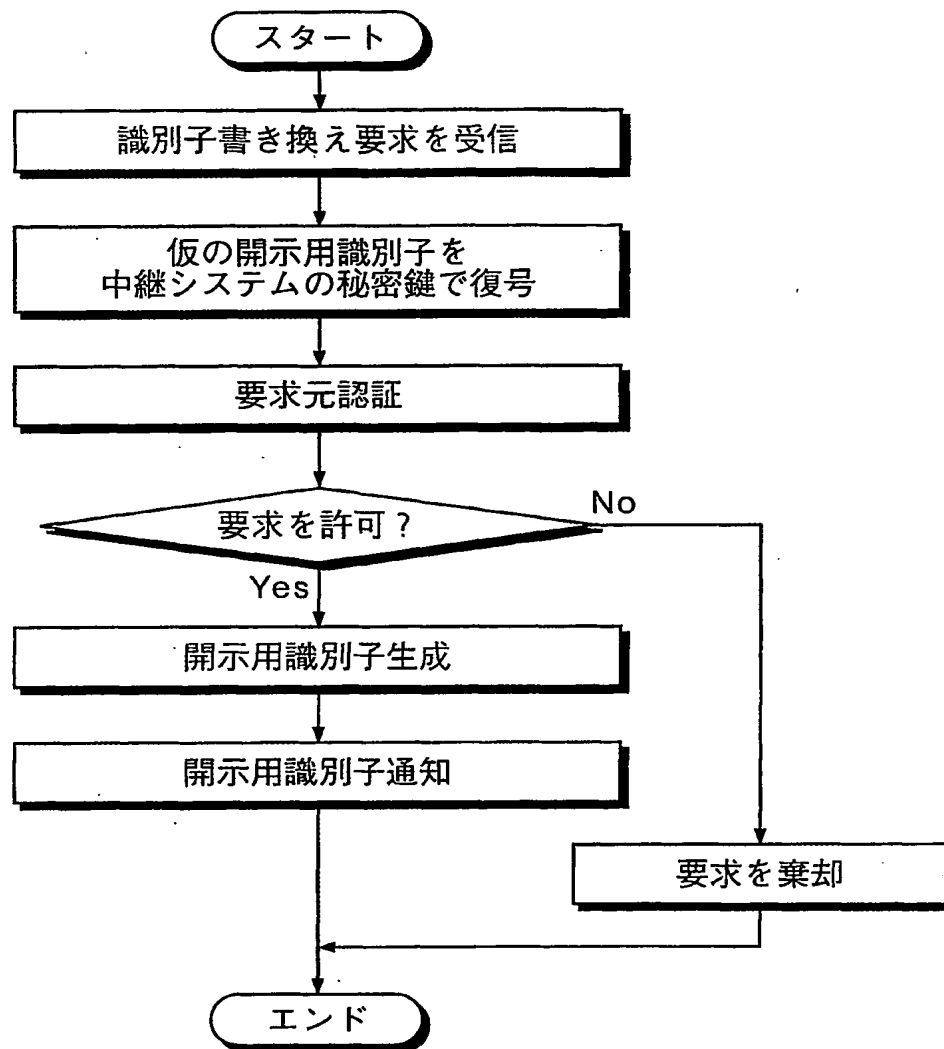 スタート
識別子書き換え要求を受信
仮の開示用識別子を
中継システムの秘密鍵で復号
要求元認証
要求を許可？
No
Yes
開示用識別子生成
開示用識別子通知
要求を棄却
エンド